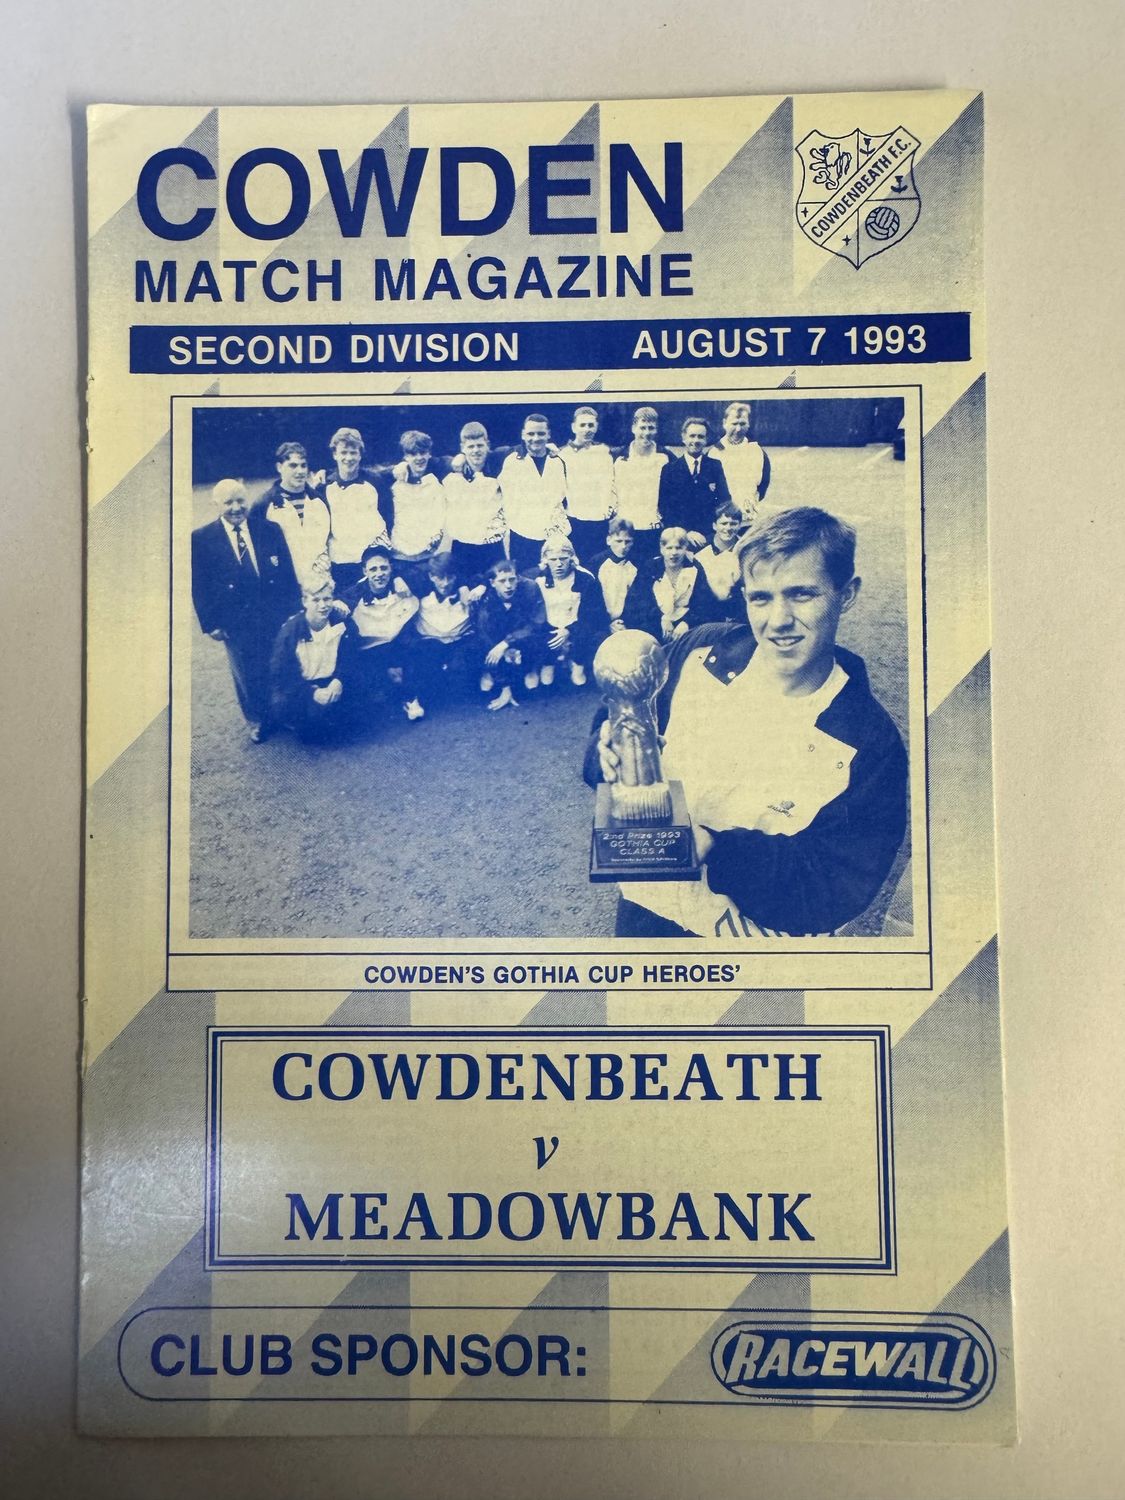 COWDEN
MATCH MAGAZINE
COWDENBEATH F.C.
SECOND DIVISION AUGUST 7 1993
2nd Prize 1993
GOTHIA CUP
CLASS A
COWDEN'S GOTHIA CUP HEROES'
COWDENBEATH
v
MEADOWBANK
CLUB SPONSOR: RACEWALL